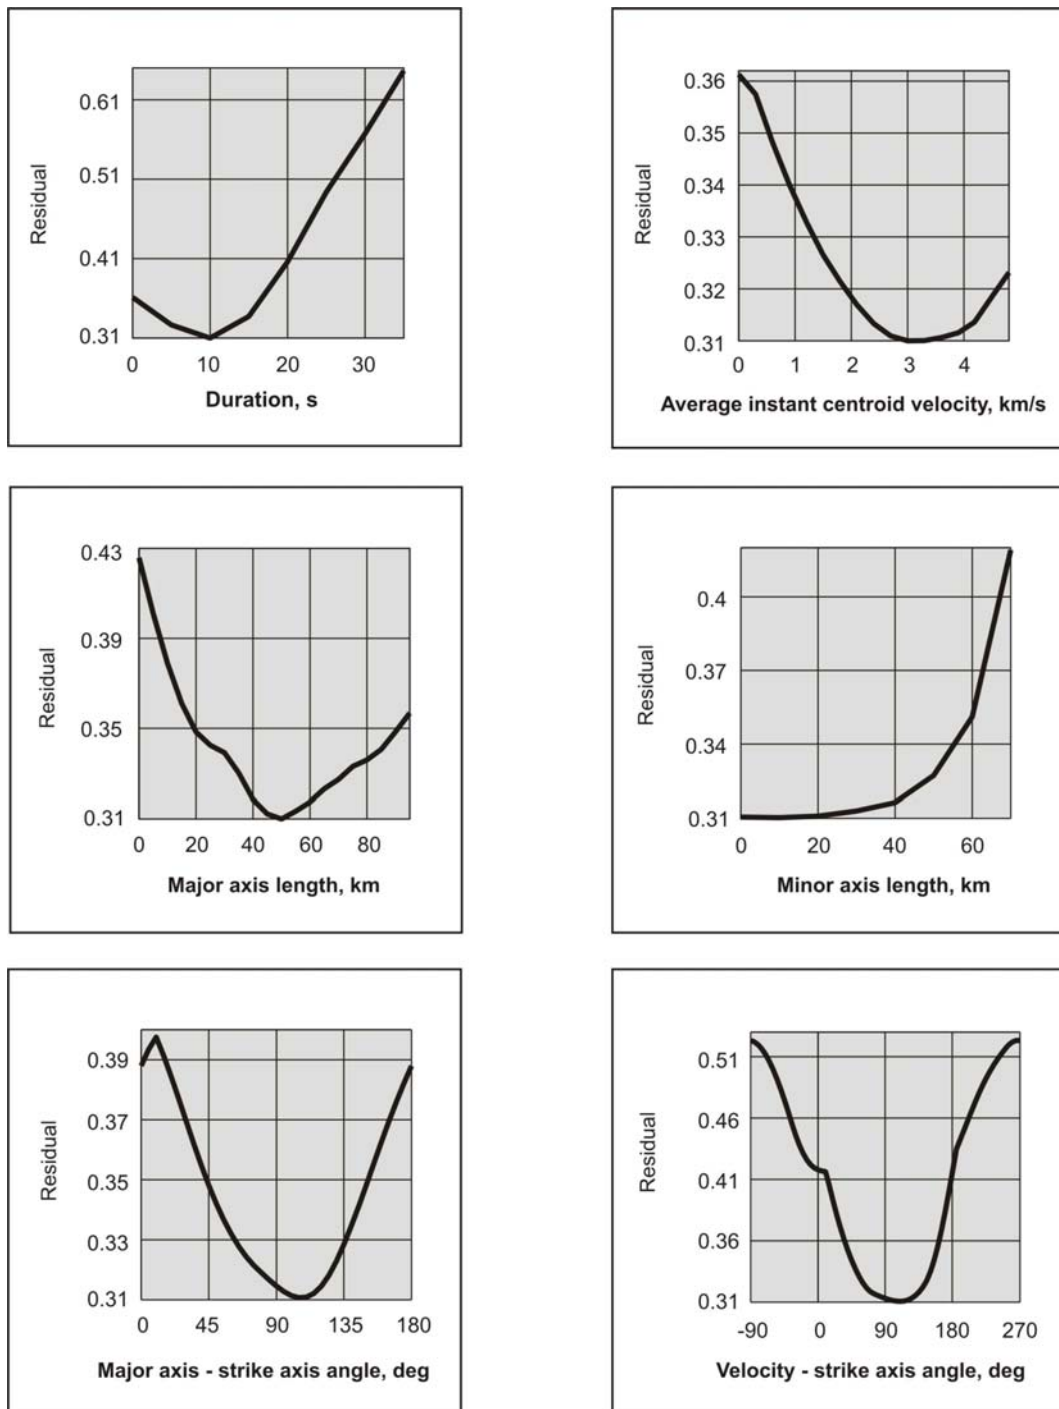 Residual
0.61
0.51
0.41
0.31
0 10 20 30
Duration, s
Residual
0.36
0.35
0.34
0.33
0.32
0.31
0 1 2 3 4
Average instant centroid velocity, km/s
Residual
0.43
0.39
0.35
0.31
0 20 40 60 80
Major axis length, km
Residual
0.4
0.37
0.34
0.31
0 20 40 60
Minor axis length, km
Residual
0.39
0.37
0.35
0.33
0.31
0 45 90 135 180
Major axis - strike axis angle, deg
Residual
0.51
0.46
0.41
0.36
0.31
-90 0 90 180 270
Velocity - strike axis angle, deg